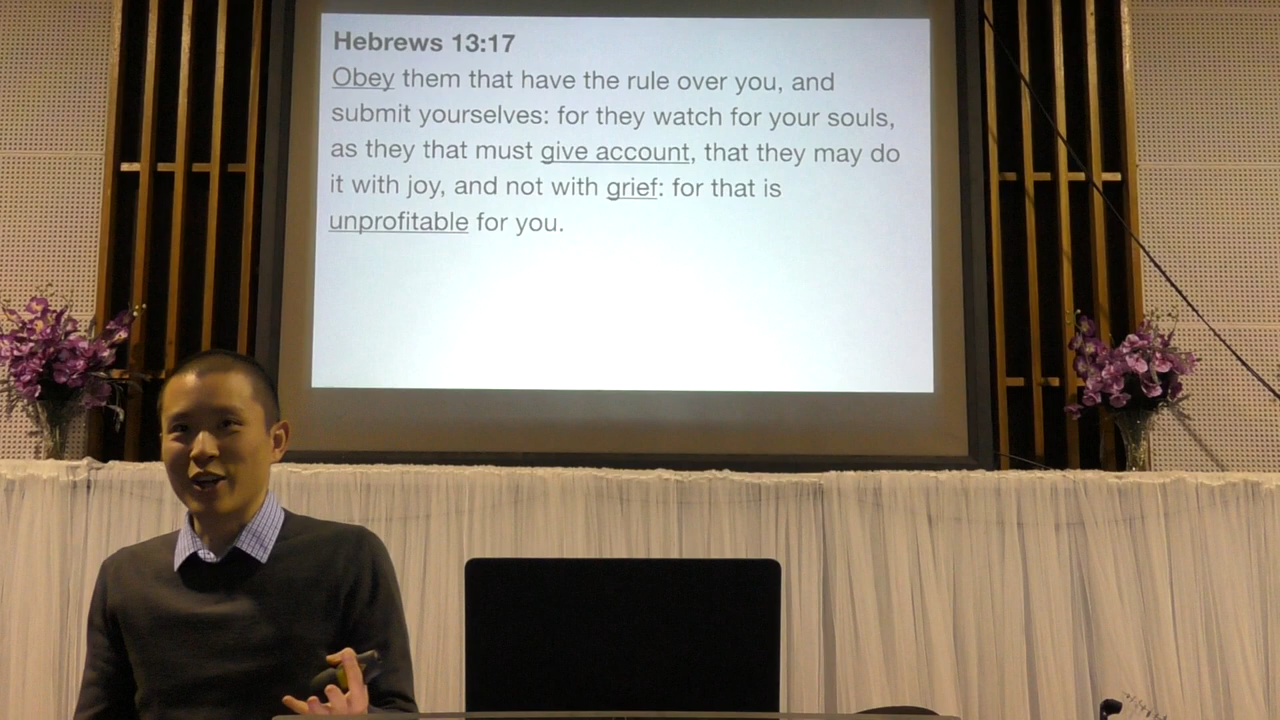 Hebrews 13:17
Obey them that have the rule over you, and
submit yourselves: for they watch for your souls,
as they that must give account, that they may do
it with joy, and not with grief: for that is
unprofitable for you.